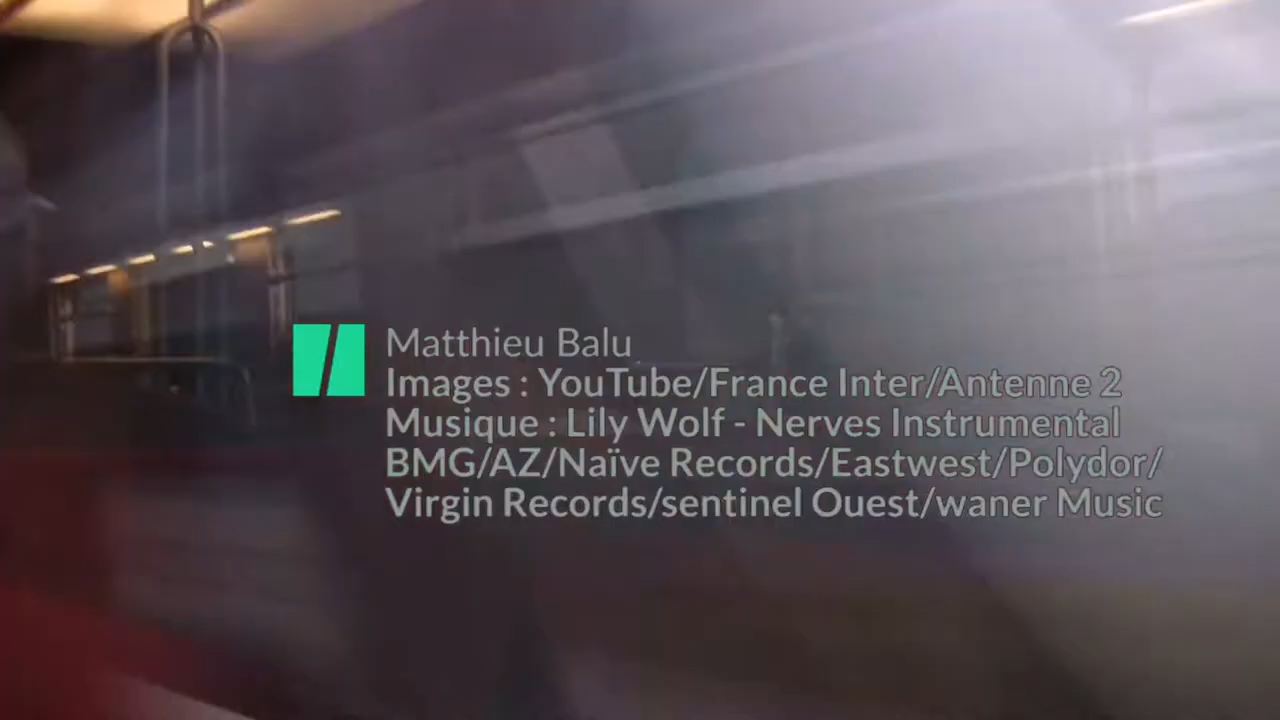 Matthieu Balu
Images : YouTube/France Inter/Antenne 2
Musique : Lily Wolf - Nerves Instrumental
BMG/AZ/Naïve Records/Eastwest/Polydor/
Virgin Records/sentinel Ouest/waner Music